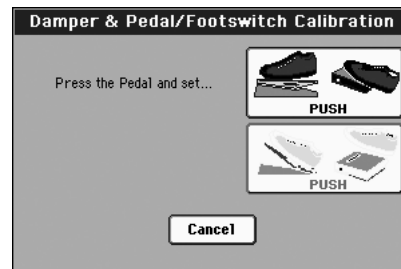 Damper & Pedal/Footswitch Calibration
Press the Pedal and set...
PUSH
PUSH
Cancel